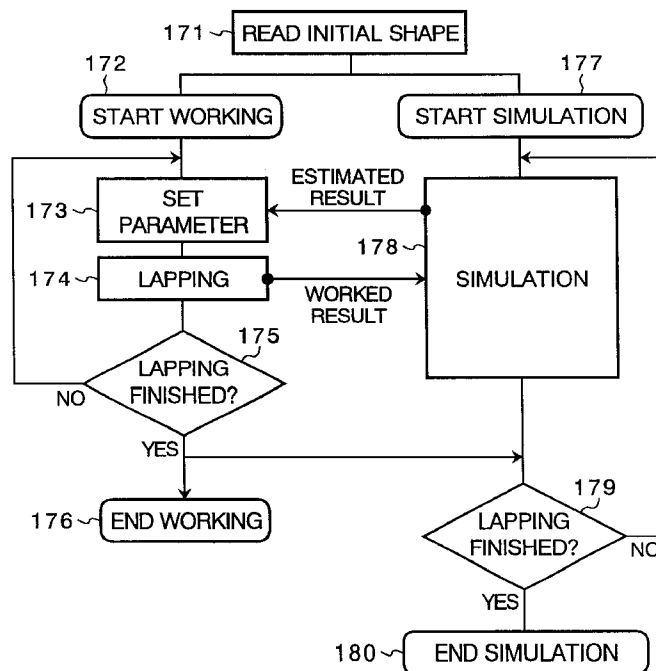 171
READ INITIAL SHAPE
172
START WORKING
177
START SIMULATION
173
SET
PARAMETER
ESTIMATED
RESULT
178
SIMULATION
174
LAPPING
WORKED
RESULT
175
LAPPING
FINISHED?
NO
YES
176
END WORKING
179
LAPPING
FINISHED?
NO
YES
180
END SIMULATION